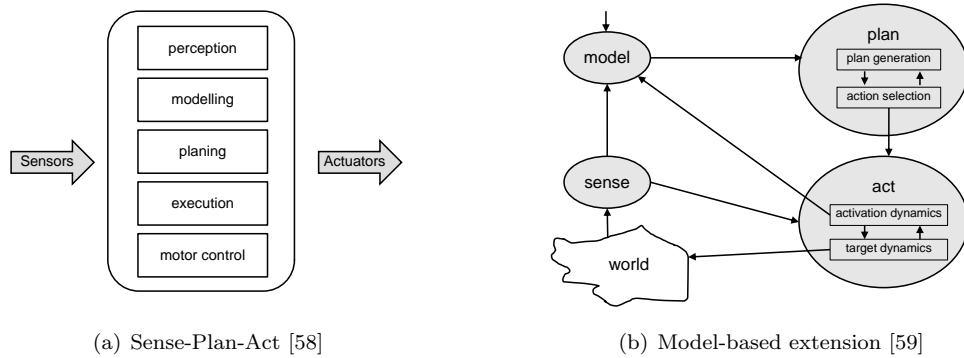 Sensors
perception
modelling
planing
execution
motor control
Actuators
(a) Sense-Plan-Act [58]
model
plan
plan generation
action selection
sense
act
activation dynamics
target dynamics
world
(b) Model-based extension [59]